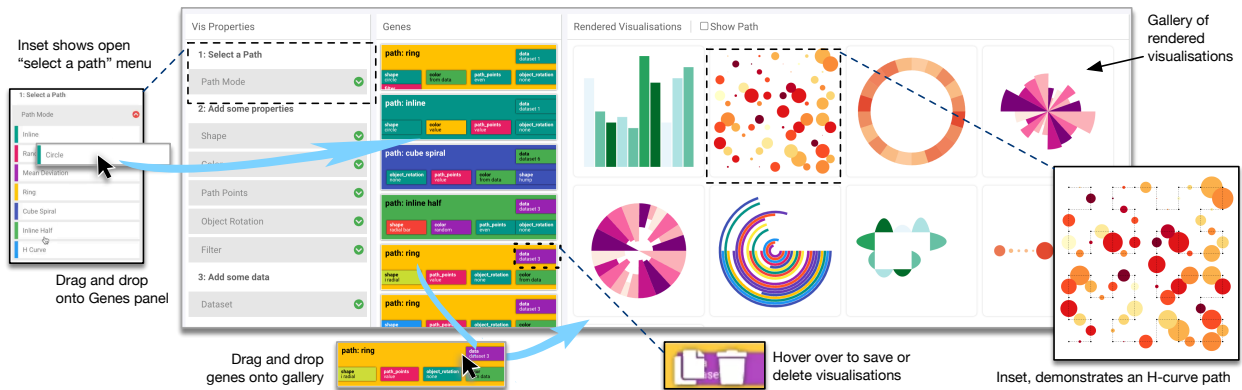 Inset shows open
"select a path" menu
1: Select a Path
Path Mode
Inline
Circle
Mean Deviation
Ring
Cube Spiral
Inline Half
H Curve
Drag and drop
onto Genes panel
Vis Properties
1: Select a Path
Path Mode
2: Add some properties
Shape
Path Points
Object Rotation
Filter
3: Add some data
Dataset
Genes
path: ring
data
dataset 1
shape
circle
color
from data
path_points
even
object_rotation
none
filter
path: inline
data
dataset 1
shape
circle
color
value
path_points
value
object_rotation
none
path: cube spiral
data
dataset 6
object_rotation
none
path_points
value
color
from data
shape
hump
path: inline half
data
dataset 3
shape
radial bar
color
random
path_points
even
object_rotation
none
path: ring
data
dataset 3
shape
l radial
path_points
value
object_rotation
none
color
from data
path: ring
data
dataset 3
shape
path_points
object_rotation
color
Rendered Visualisations
Show Path
Gallery of
rendered
visualisations
Drag and drop
genes onto gallery
path: ring
data
dataset 3
shape
l radial
path_points
value
object_rotation
none
Hover over to save or
delete visualisations
Inset, demonstrates an H-curve path